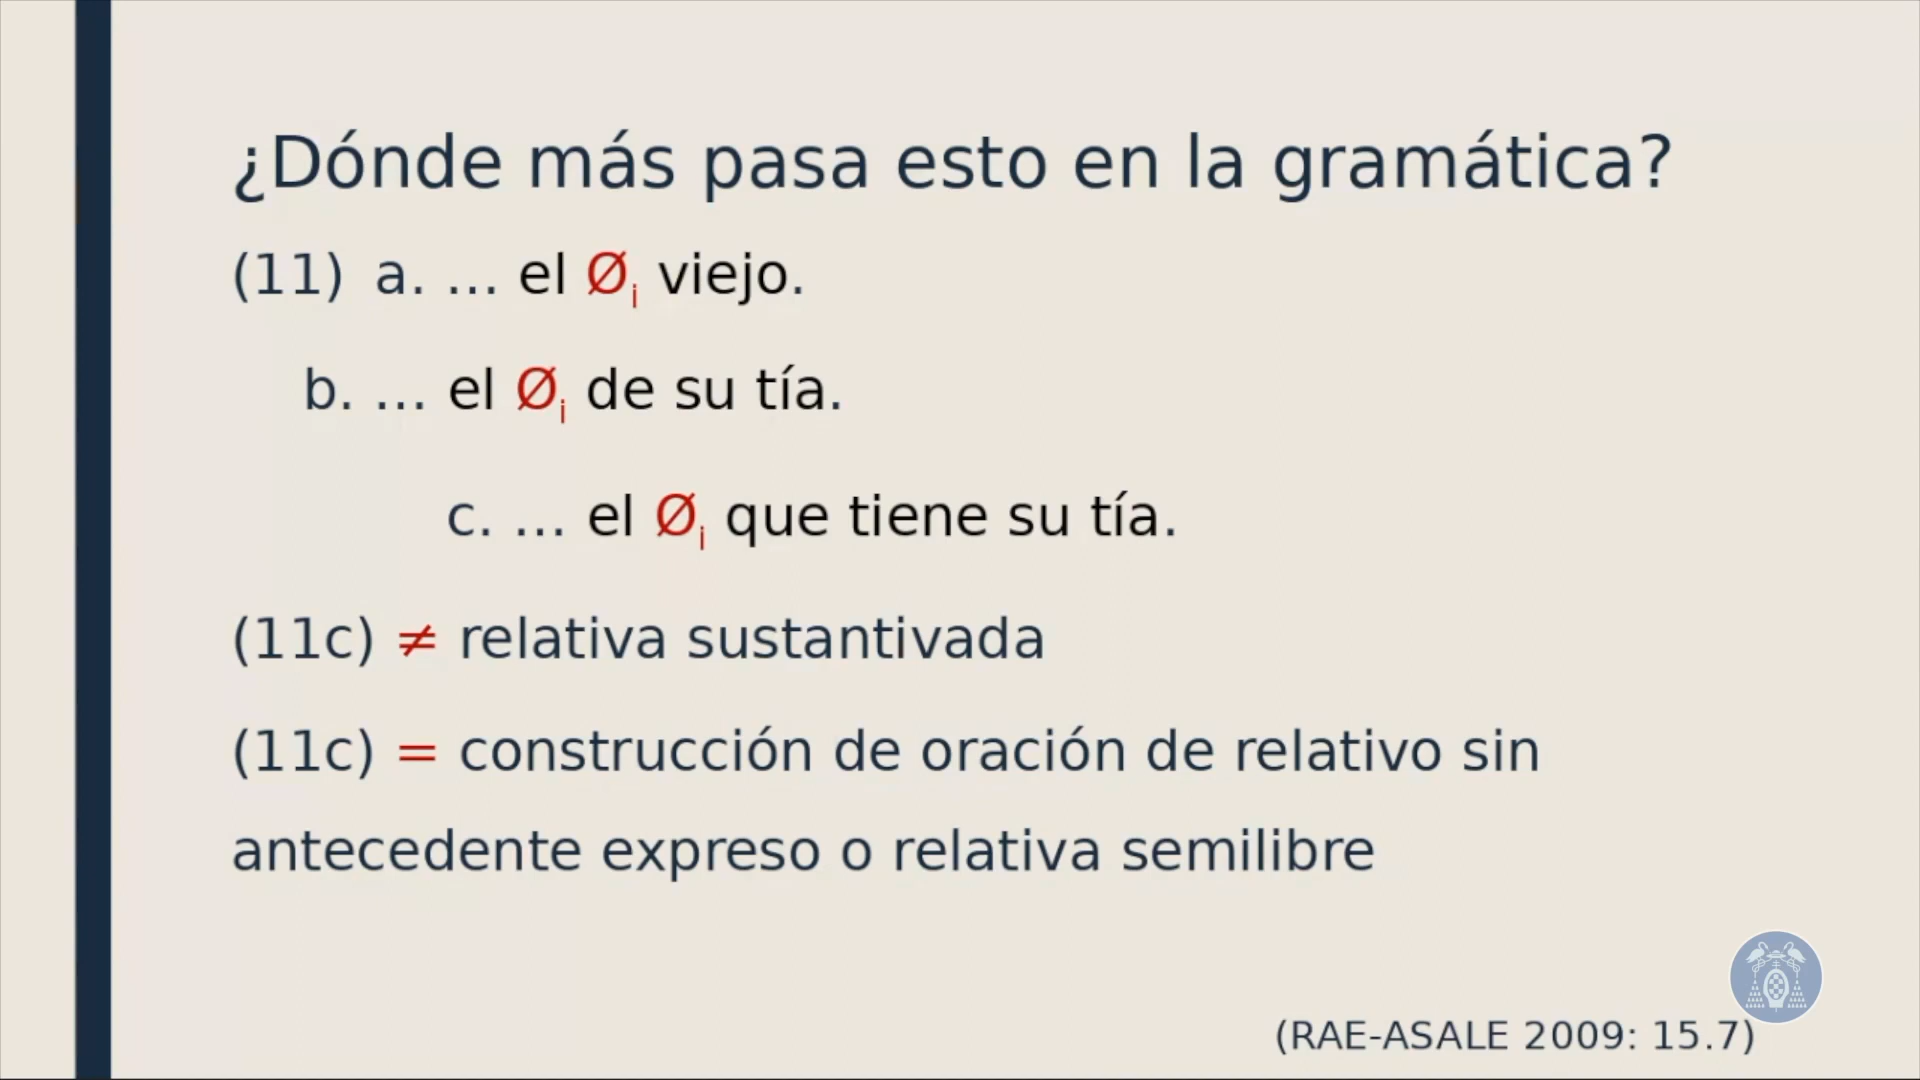 ¿Dónde más pasa esto en la gramática?
(11) a. ... el Øi viejo.
b. ... el Øi de su tía.
c. ... el Øi que tiene su tía.
(11c) ≠ relativa sustantivada
(11c) = construcción de oración de relativo sin
antecedente expreso o relativa semilibre
(RAE-ASALE 2009: 15.7)